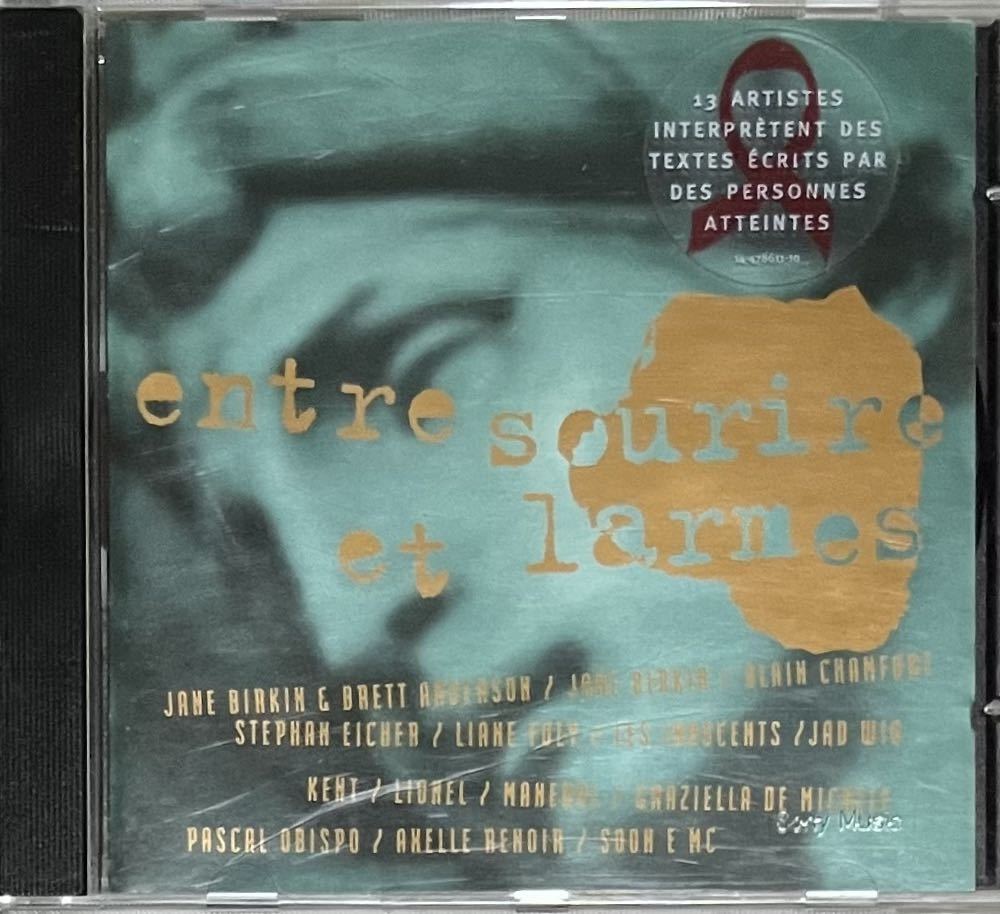 13 ARTISTES
INTERPRÈTENT DES
TEXTES ÉCRITS PAR
DES PERSONNES
ATTEINTES
entre sourire
et larmes
JANE BIRKIN & BRETT ANDERSON / JANE BIRKIN / ALAIN CHAMFORT
STEPHAN EICHER / LIANE FOLY / LES INNOCENTS / JAD WIO
KENT / LIONEL / / GRAZIELLA DE MICHELE
Sony Music
PASCAL OBISPO / AXELLE RENOIR / SOON E MC